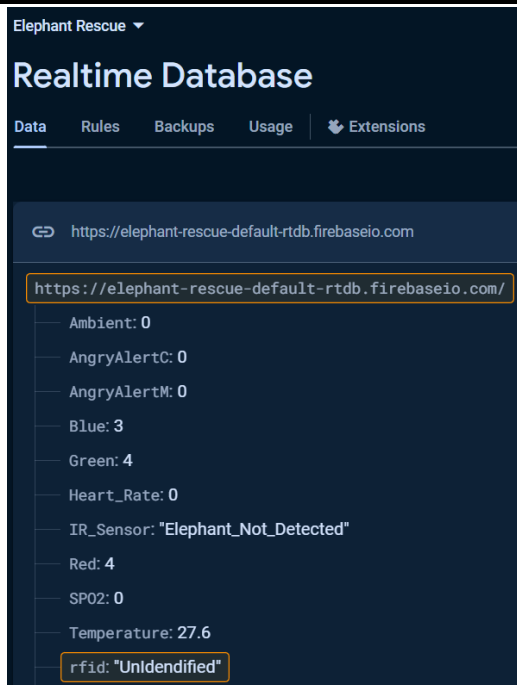 Elephant Rescue
Realtime Database
Data Rules Backups Usage Extensions
https://elephant-rescue-default-rtdb.firebaseio.com
https://elephant-rescue-default-rtdb.firebaseio.com/
Ambient: 0
AngryAlertC: 0
AngryAlertM: 0
Blue: 3
Green: 4
Heart_Rate: 0
IR_Sensor: "Elephant_Not_Detected"
Red: 4
SPO2: 0
Temperature: 27.6
rfid: "UnIdendified"